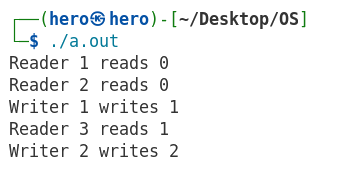 ┌──(hero㉿hero)-[~/Desktop/OS]
└─$ ./a.out
Reader 1 reads 0
Reader 2 reads 0
Writer 1 writes 1
Reader 3 reads 1
Writer 2 writes 2